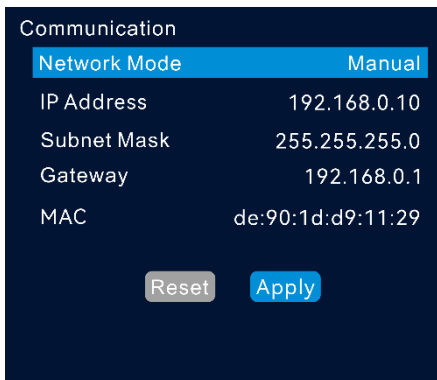 Communication
Network Mode Manual
IP Address 192.168.0.10
Subnet Mask 255.255.255.0
Gateway 192.168.0.1
MAC de:90:1d:d9:11:29
Reset Apply